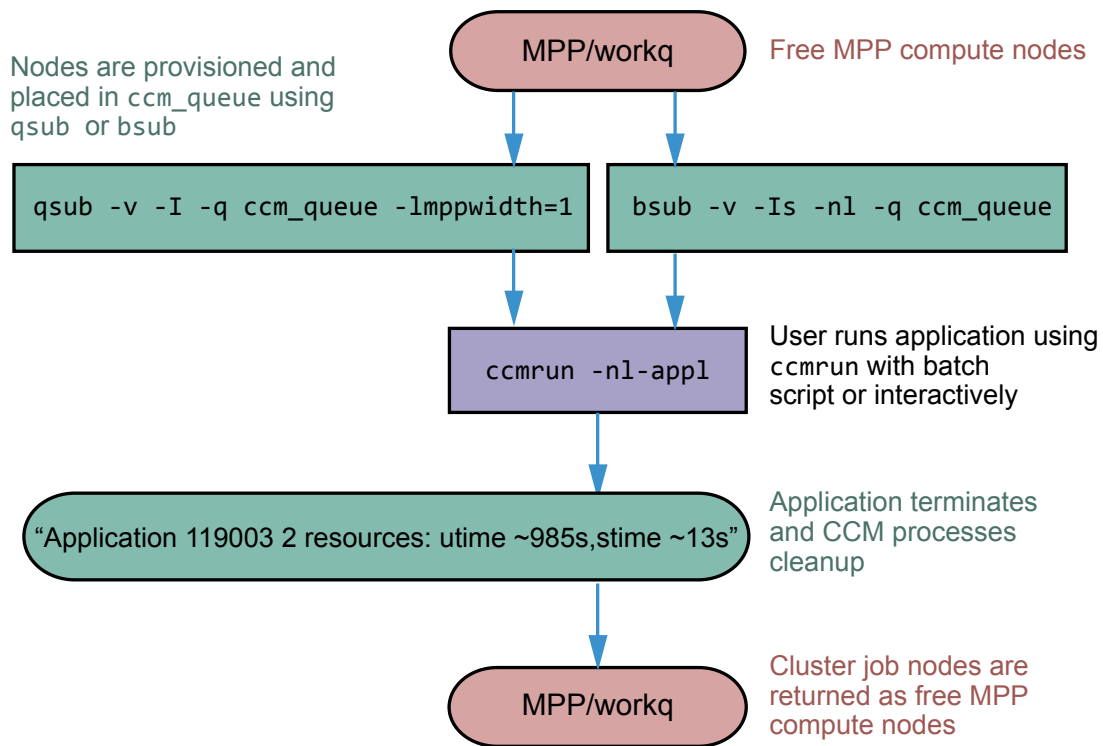 MPP/workq
Free MPP compute nodes
Nodes are provisioned and
placed in ccm_queue using
qsub or bsub
qsub -v -I -q ccm_queue -lmppwidth=1
bsub -v -Is -nl -q ccm_queue
ccmrun -nl-appl
User runs application using
ccmrun with batch
script or interactively
“Application 119003 2 resources: utime ~985s,stime ~13s”
Application terminates
and CCM processes
cleanup
MPP/workq
Cluster job nodes are
returned as free MPP
compute nodes